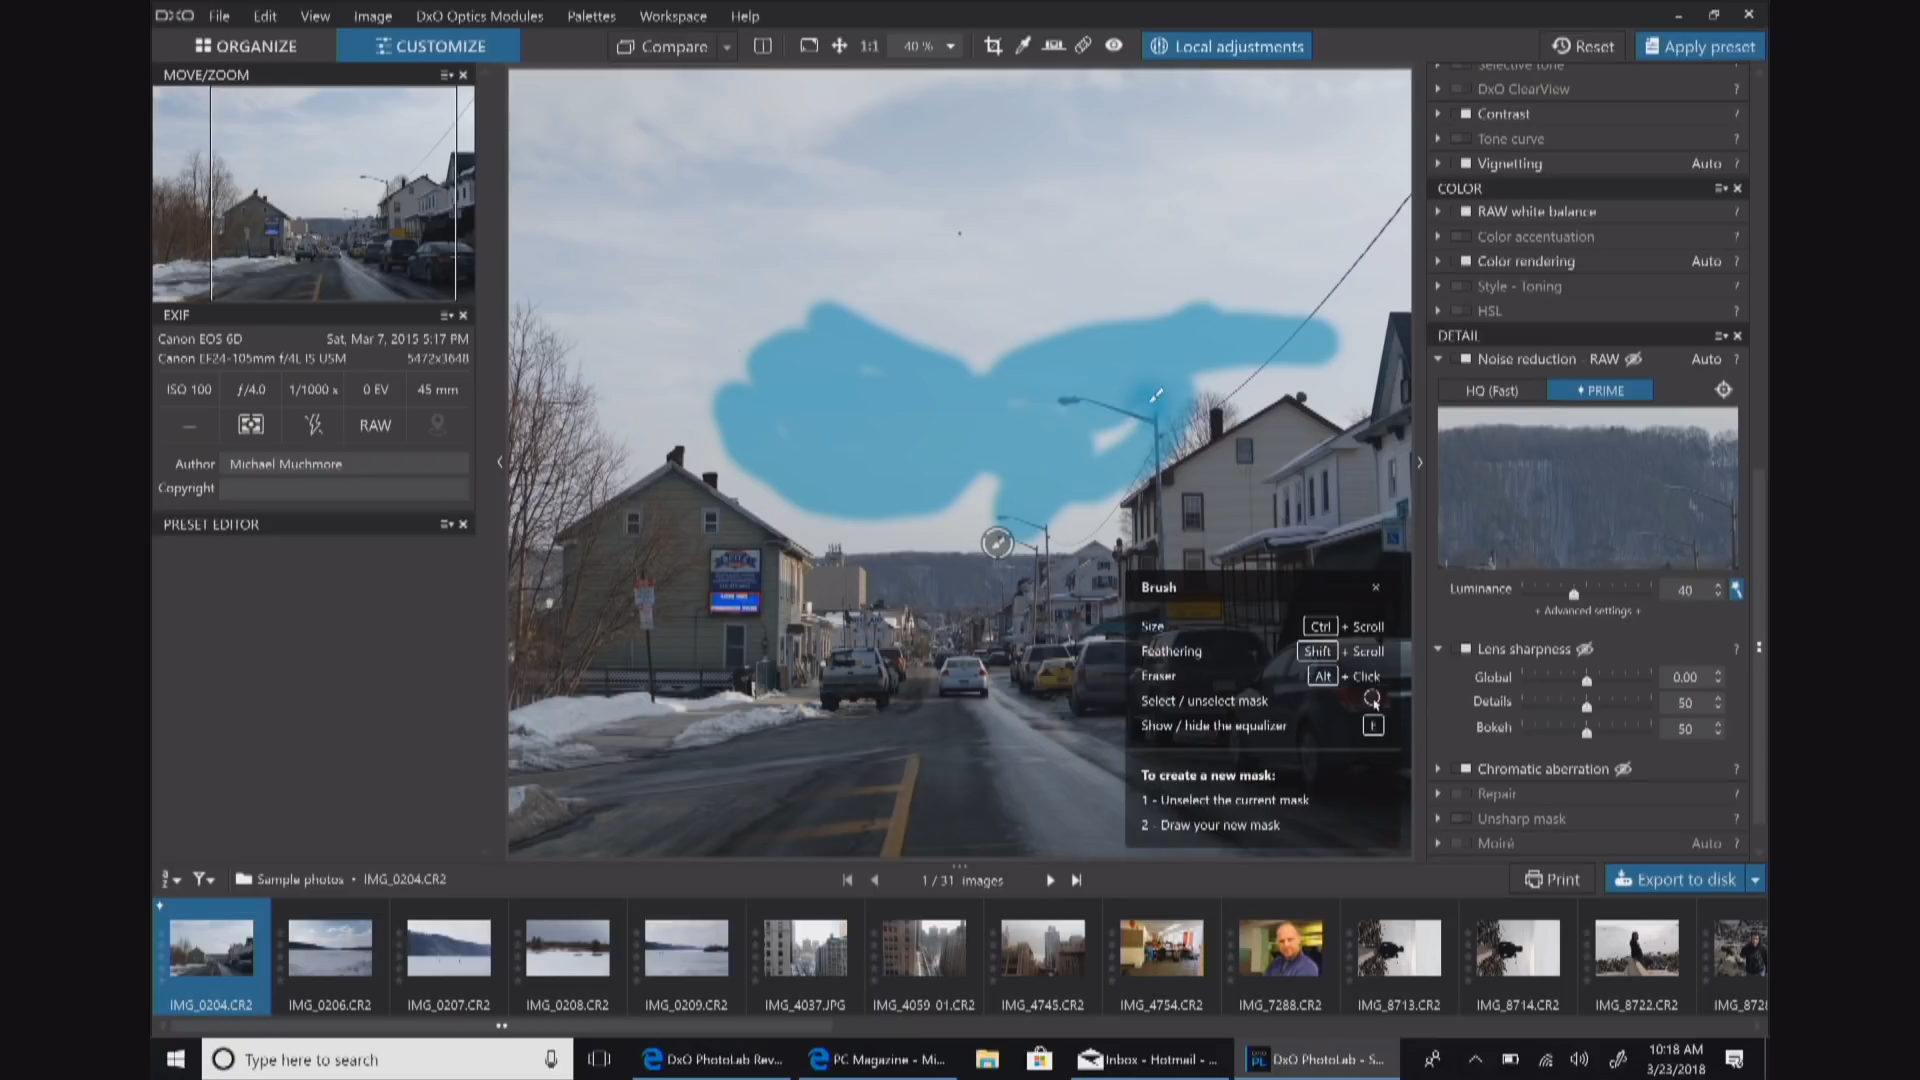 DXO File Edit View Image DxO Optics Modules Palettes Workspace Help
ORGANIZE CUSTOMIZE Compare 1:1 40 % Local adjustments Reset Apply preset
MOVE/ZOOM
EXIF
Canon EOS 6D Sat, Mar 7, 2015 5:17 PM
Canon EF24-105mm f/4L IS USM 5472x3648
ISO 100 ƒ/4.0 1/1000 s 0 EV 45 mm
RAW
Author Michael Muchmore
Copyright
PRESET EDITOR
Brush
Size Ctrl + Scroll
Feathering Shift + Scroll
Eraser Alt + Click
Select / unselect mask
Show / hide the equalizer
To create a new mask:
1 - Unselect the current mask
2 - Draw your new mask
Selective tone
DxO ClearView ?
Contrast ?
Tone curve ?
Vignetting Auto ?
COLOR
RAW white balance ?
Color accentuation ?
Color rendering Auto ?
Style - Toning ?
HSL ?
DETAIL
Noise reduction - RAW Auto ?
HQ (Fast) PRIME
Luminance 40
+ Advanced settings +
Lens sharpness ?
Global 0.00
Details 50
Bokeh 50
Chromatic aberration ?
Repair ?
Unsharp mask ?
Moiré Auto ?
Sample photos • IMG_0204.CR2 1 / 31 images Print Export to disk
IMG_0204.CR2 IMG_0206.CR2 IMG_0207.CR2 IMG_0208.CR2 IMG_0209.CR2 IMG_4037.JPG IMG_4059 01.CR2 IMG_4745.CR2 IMG_4754.CR2 IMG_7288.CR2 IMG_8713.CR2 IMG_8714.CR2 IMG_8722.CR2 IMG_8728
Type here to search DxO PhotoLab Rev... PC Magazine - Mi... Inbox - Hotmail - ... DxO PhotoLab - S... 10:18 AM
3/23/2018